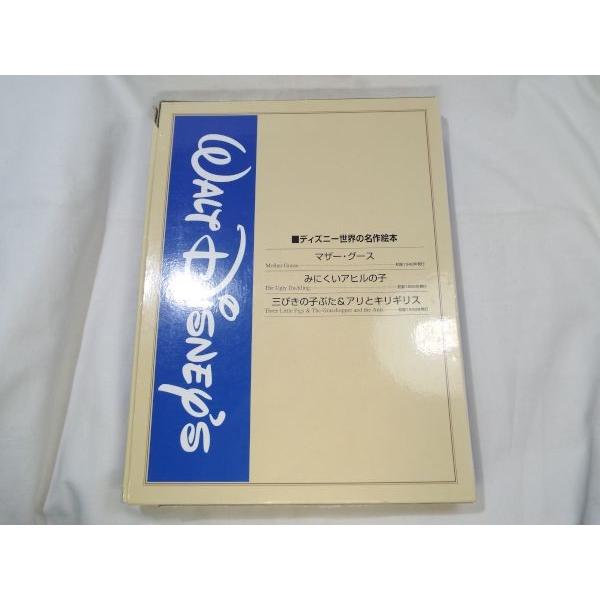 WALT DISNEY'S
■ディズニー世界の名作絵本
マザー・グース
Mother Goose
みにくいアヒルの子
The Ugly Duckling
三びきの子ぶた&アリとキリギリス
Three Little Pigs & The Grasshopper and the Ants